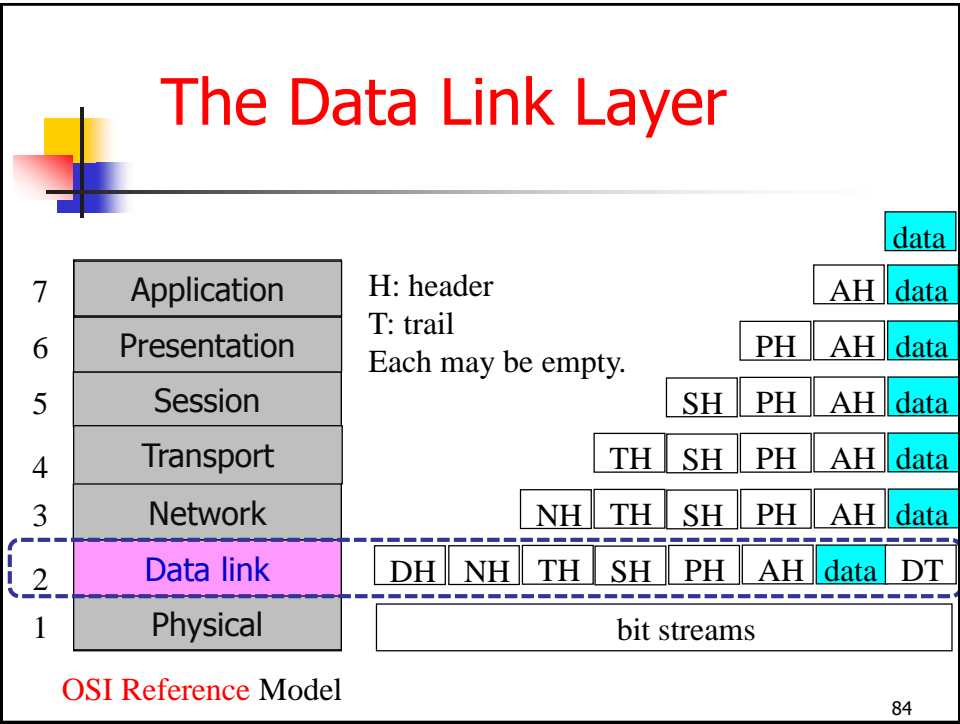 The Data Link Layer
data
7 Application H: header AH data
T: trail
6 Presentation Each may be empty. PH AH data
5 Session SH PH AH data
4 Transport TH SH PH AH data
3 Network NH TH SH PH AH data
2 Data link DH NH TH SH PH AH data DT
1 Physical bit streams
OSI Reference Model
84